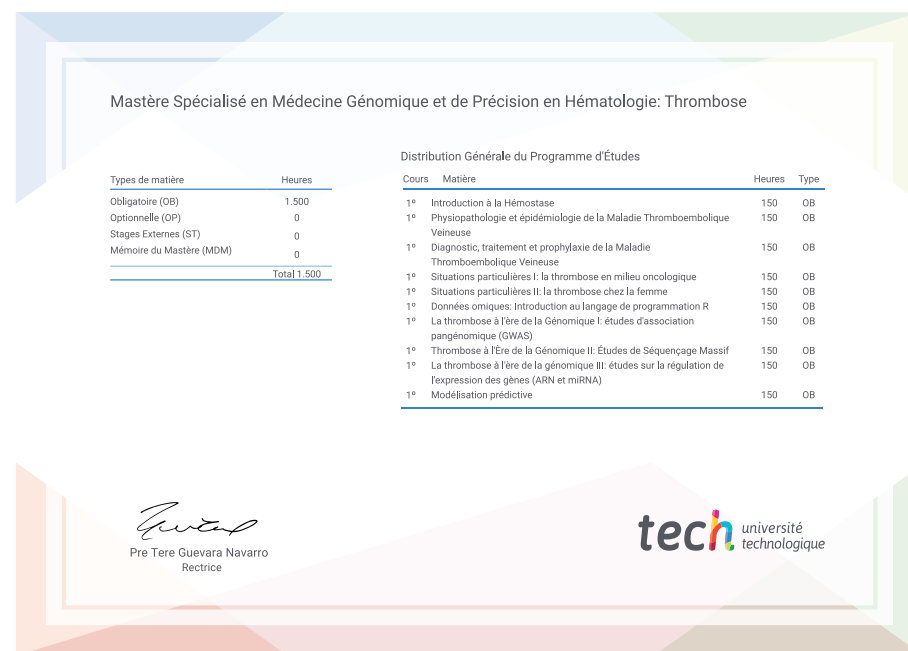 Mastère Spécialisé en Médecine Génomique et de Précision en Hématologie: Thrombose
Types de matière Heures
Obligatoire (OB) 1.500
Optionnelle (OP) 0
Stages Externes (ST) 0
Mémoire du Mastère (MDM) 0
Total 1.500
Distribution Générale du Programme d'Études
Cours Matière Heures Type
1º Introduction à la Hémostase 150 OB
1º Physiopathologie et épidémiologie de la Maladie Thromboembolique 150 OB
Veineuse
1º Diagnostic, traitement et prophylaxie de la Maladie 150 OB
Thromboembolique Veineuse
1º Situations particulières I: la thrombose en milieu oncologique 150 OB
1º Situations particulières II: la thrombose chez la femme 150 OB
1º Données omiques: Introduction au langage de programmation R 150 OB
1º La thrombose à l'ère de la Génomique I: études d'association 150 OB
pangénomique (GWAS)
1º Thrombose à l'Ère de la Génomique II: Études de Séquençage Massif 150 OB
1º La thrombose à l'ère de la génomique III: études sur la régulation de 150 OB
l'expression des gènes (ARN et miRNA)
1º Modélisation prédictive 150 OB
Pre Tere Guevara Navarro
Rectrice
tech université
technologique